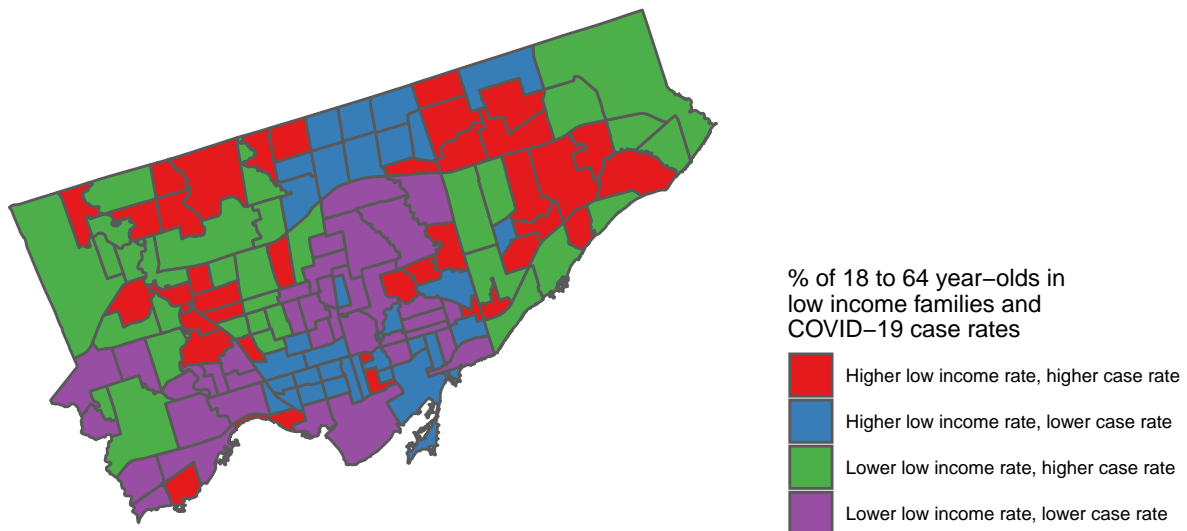 % of 18 to 64 year−olds in
low income families and
COVID−19 case rates
Higher low income rate, higher case rate
Higher low income rate, lower case rate
Lower low income rate, higher case rate
Lower low income rate, lower case rate